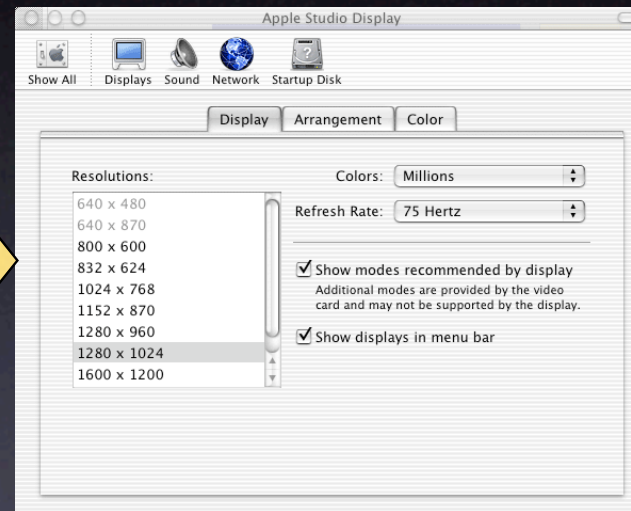 Apple Studio Display
Show All Displays Sound Network Startup Disk
Display Arrangement Color
Resolutions:
640 x 480
640 x 870
800 x 600
832 x 624
1024 x 768
1152 x 870
1280 x 960
1280 x 1024
1600 x 1200
Colors: Millions
Refresh Rate: 75 Hertz
Show modes recommended by display
Additional modes are provided by the video
card and may not be supported by the display.
Show displays in menu bar